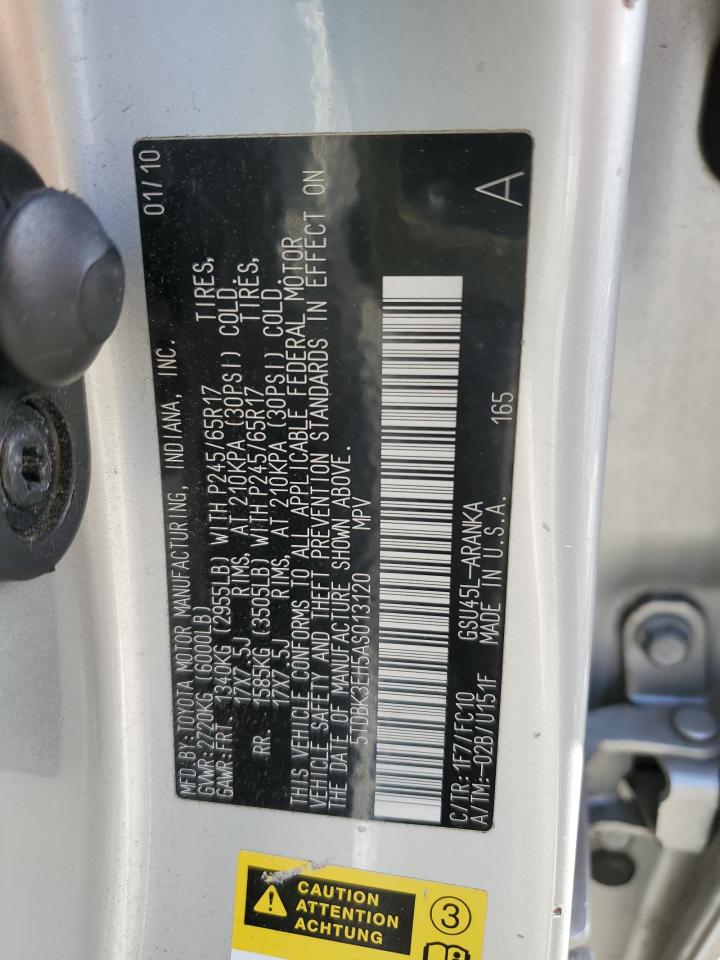 MFD.BY:TOYOTA MOTOR MANUFACTURING, INDIANA, INC. 01/10
GVWR:2720KG(6000LB)
GAWR:FRT. 1340KG (2955LB) WITH P245/65R17 TIRES,
17X7.5J RIMS, AT 210KPA (30PSI) COLD.
RR. 1585KG (3505LB) WITH P245/65R17 TIRES,
17X7.5J RIMS, AT 210KPA (30PSI) COLD.
THIS VEHICLE CONFORMS TO ALL APPLICABLE FEDERAL MOTOR
VEHICLE SAFETY AND THEFT PREVENTION STANDARDS IN EFFECT ON
THE DATE OF MANUFACTURE SHOWN ABOVE.
5TDBK3EH5AS013120 MPV
C/TR:1F7/FC10 GSU45L-ARANKA 165 A
A/TM:-02B/U151F MADE IN U.S.A.
CAUTION
ATTENTION
ACHTUNG
3